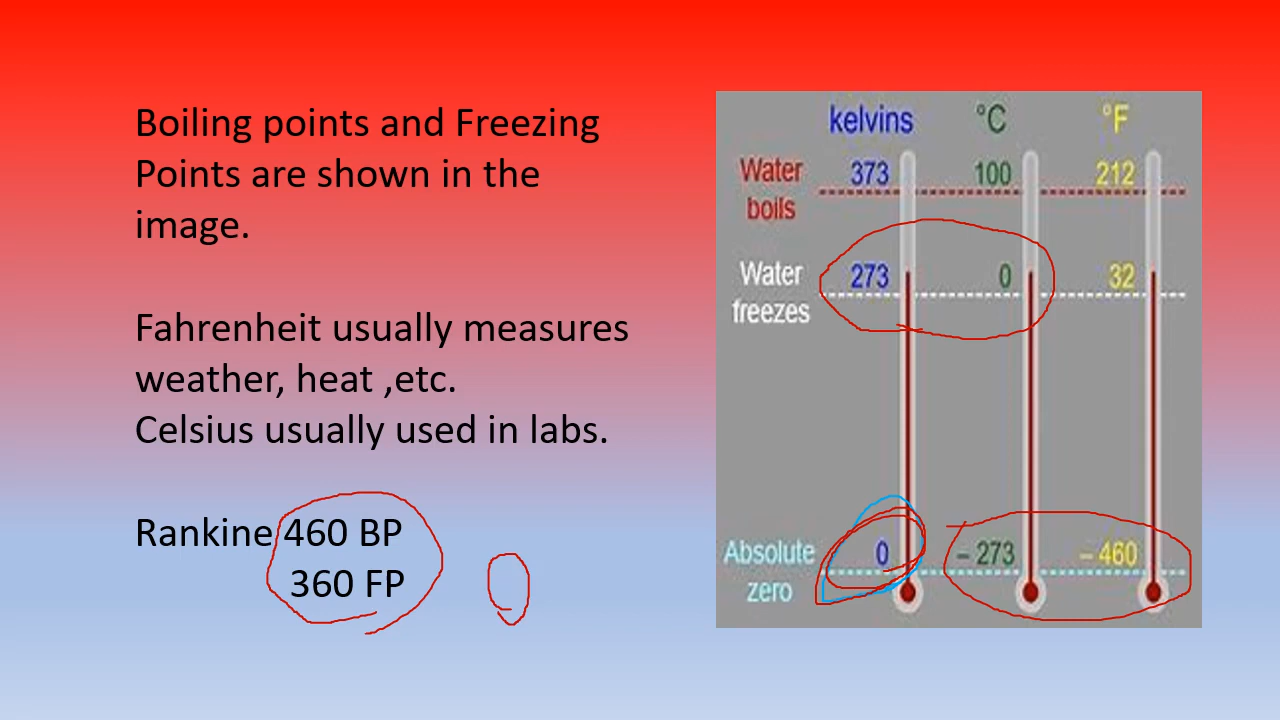 Boiling points and Freezing
Points are shown in the
image.
Fahrenheit usually measures
weather, heat ,etc.
Celsius usually used in labs.
Rankine 460 BP
360 FP
kelvins °C °F
Water boils 373 100 212
Water freezes 273 0 32
Absolute zero 0 – 273 – 460